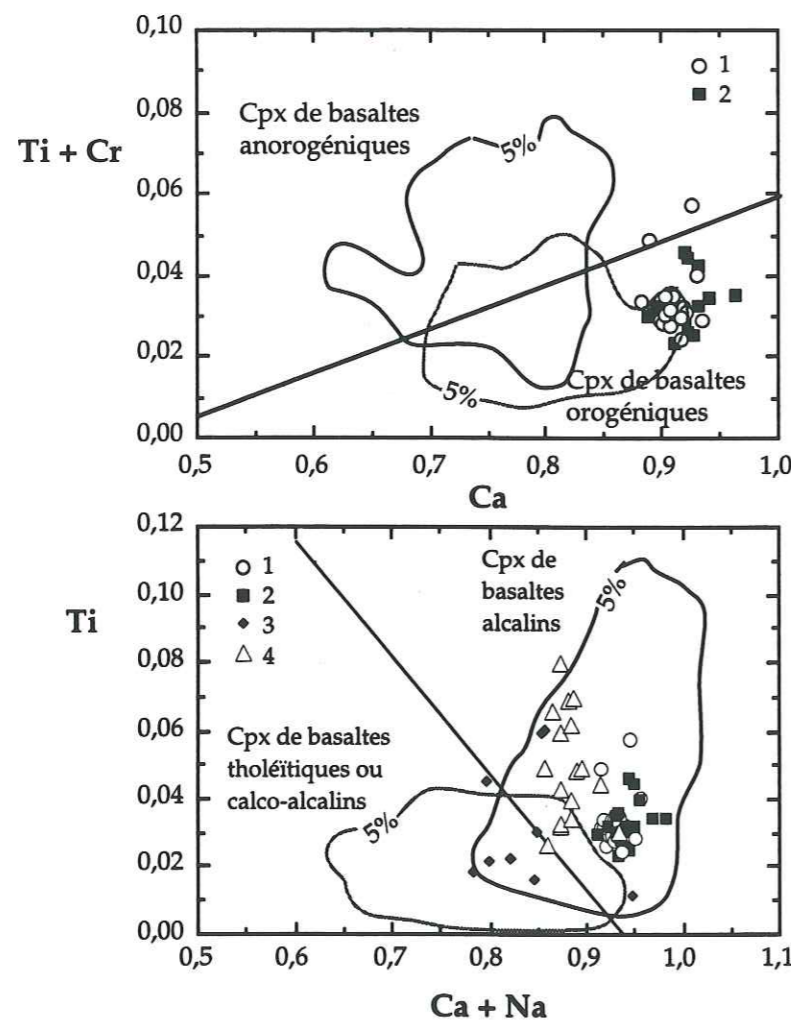 0,10
0,08
0,06
0,04
0,02
0,00
Ti + Cr
1
2
Cpx de basaltes
anorogéniques
5%
5%
Cpx de basaltes
orogéniques
0,5
0,6
0,7
0,8
0,9
1,0
Ca
0,12
0,10
0,08
0,06
0,04
0,02
0,00
Ti
1
2
3
4
Cpx de
basaltes
alcalins
5%
Cpx de basaltes
tholéïtiques ou
calco-alcalins
5%
0,5
0,6
0,7
0,8
0,9
1,0
1,1
Ca + Na